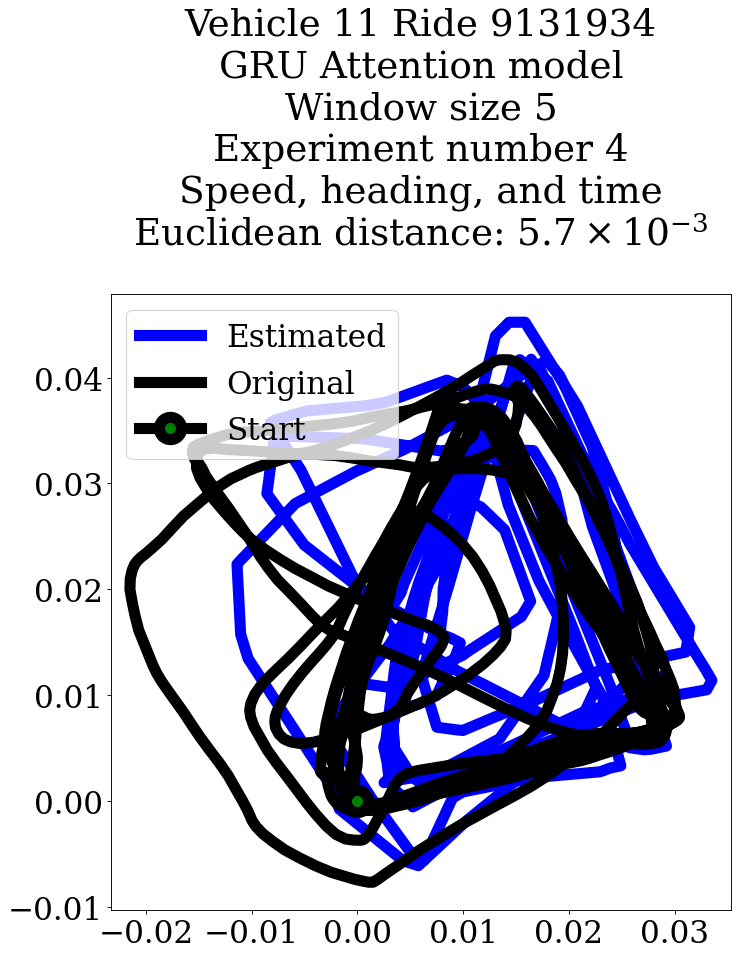 Vehicle 11 Ride 9131934
GRU Attention model
Window size 5
Experiment number 4
Speed, heading, and time
Euclidean distance: 5.7 × 10⁻³
Estimated
Original
Start
0.04
0.03
0.02
0.01
0.00
−0.01
−0.02 −0.01 0.00 0.01 0.02 0.03